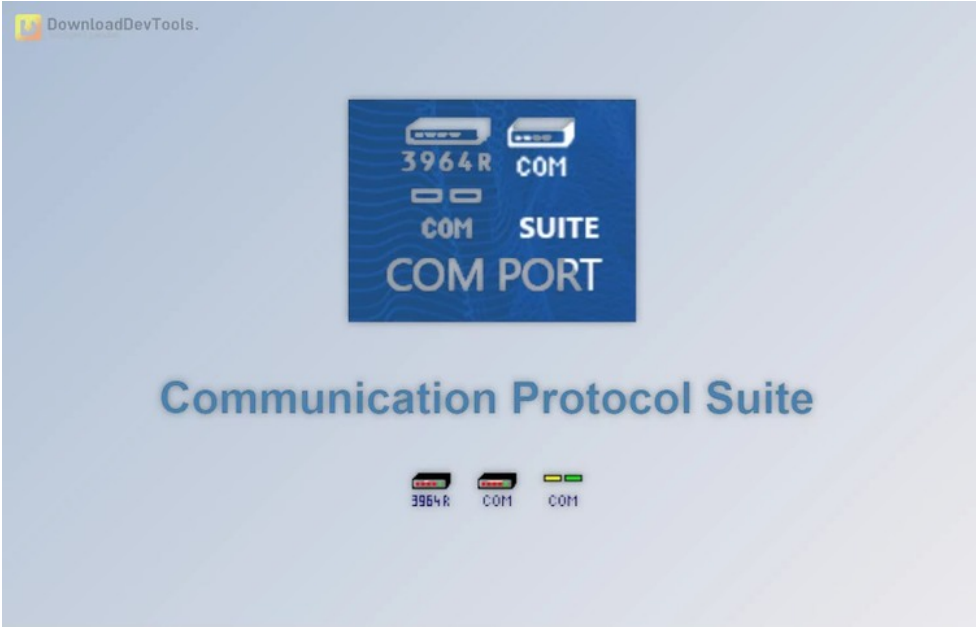 DownloadDevTools.
3964R COM
COM SUITE
COM PORT
Communication Protocol Suite
3964R COM COM